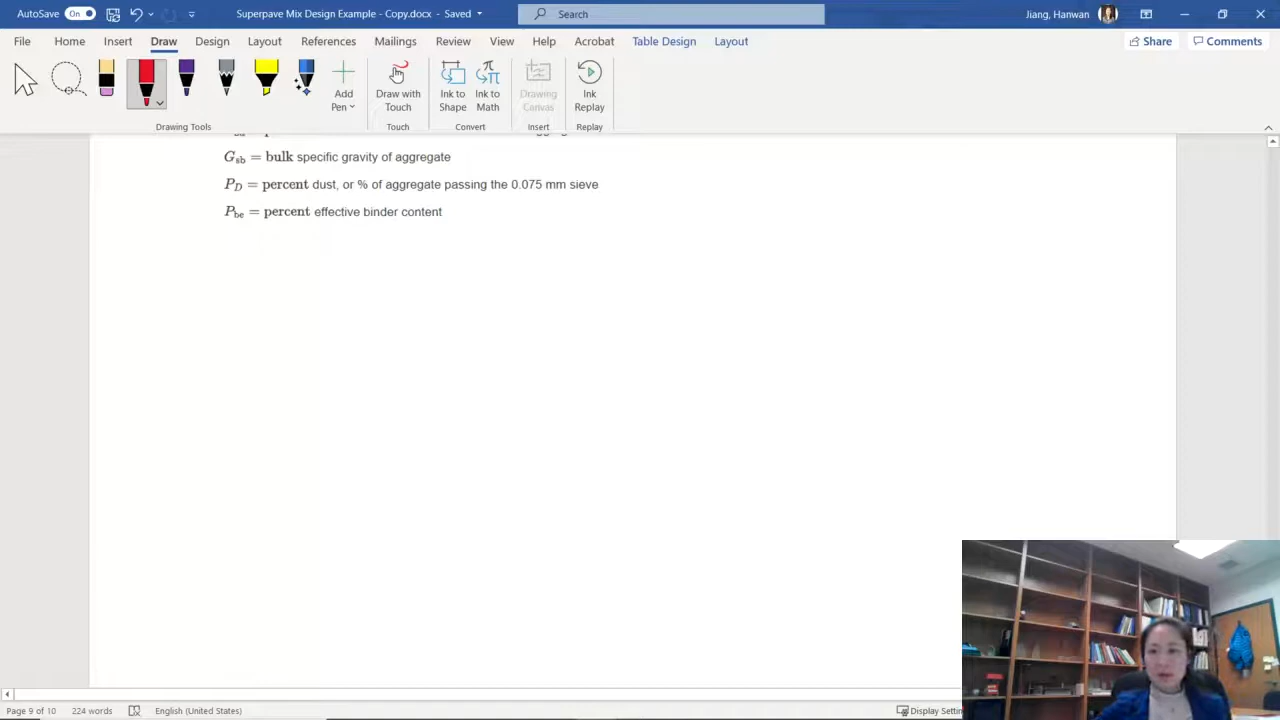 AutoSave On Superpave Mix Design Example - Copy.docx - Saved Search Jiang, Hanwan
File Home Insert Draw Design Layout References Mailings Review View Help Acrobat Table Design Layout Share Comments
Add Pen Draw with Touch Ink to Shape Ink to Math Drawing Canvas Ink Replay
Drawing Tools Touch Convert Insert Replay
G_sb = bulk specific gravity of aggregate
P_D = percent dust, or % of aggregate passing the 0.075 mm sieve
P_be = percent effective binder content
Page 9 of 10 224 words English (United States) Display